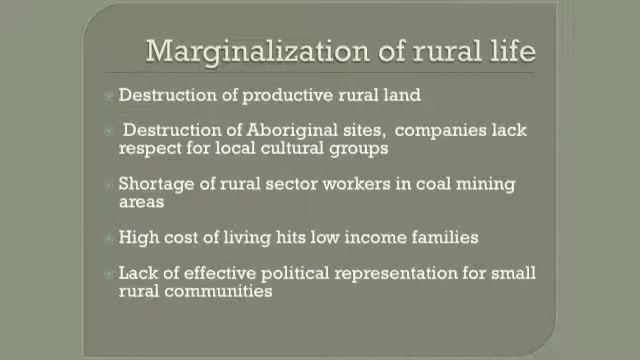 Marginalization of rural life
Destruction of productive rural land
Destruction of Aboriginal sites, companies lack
respect for local cultural groups
Shortage of rural sector workers in coal mining
areas
High cost of living hits low income families
Lack of effective political representation for small
rural communities